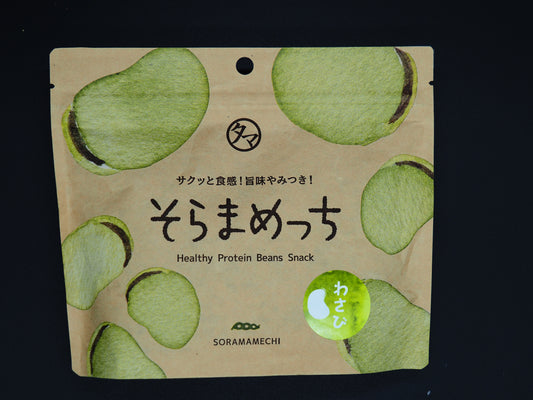 タマ
サクッと食感！旨味やみつき！
そらまめっち
Healthy Protein Beans Snack
わさび
SORAMAMECHI